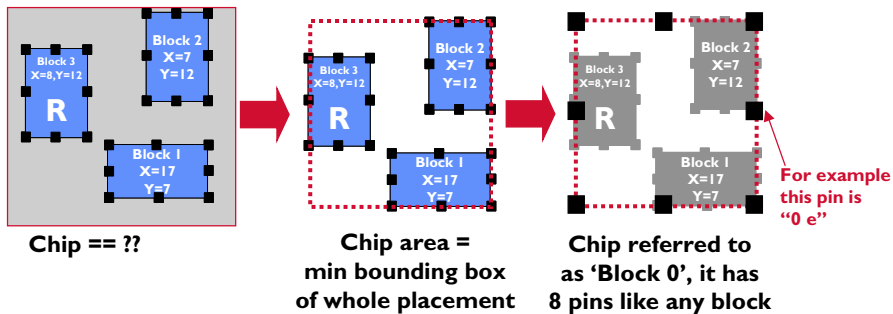 Block 2
X=7
Y=12
Block 3
X=8,Y=12
R
Block 1
X=17
Y=7
Chip == ??
Block 2
X=7
Y=12
Block 3
X=8,Y=12
R
Block 1
X=17
Y=7
Chip area =
min bounding box
of whole placement
Block 2
X=7
Y=12
Block 3
X=8,Y=12
R
Block 1
X=17
Y=7
For example
this pin is
“0 e”
Chip referred to
as ‘Block 0’, it has
8 pins like any block